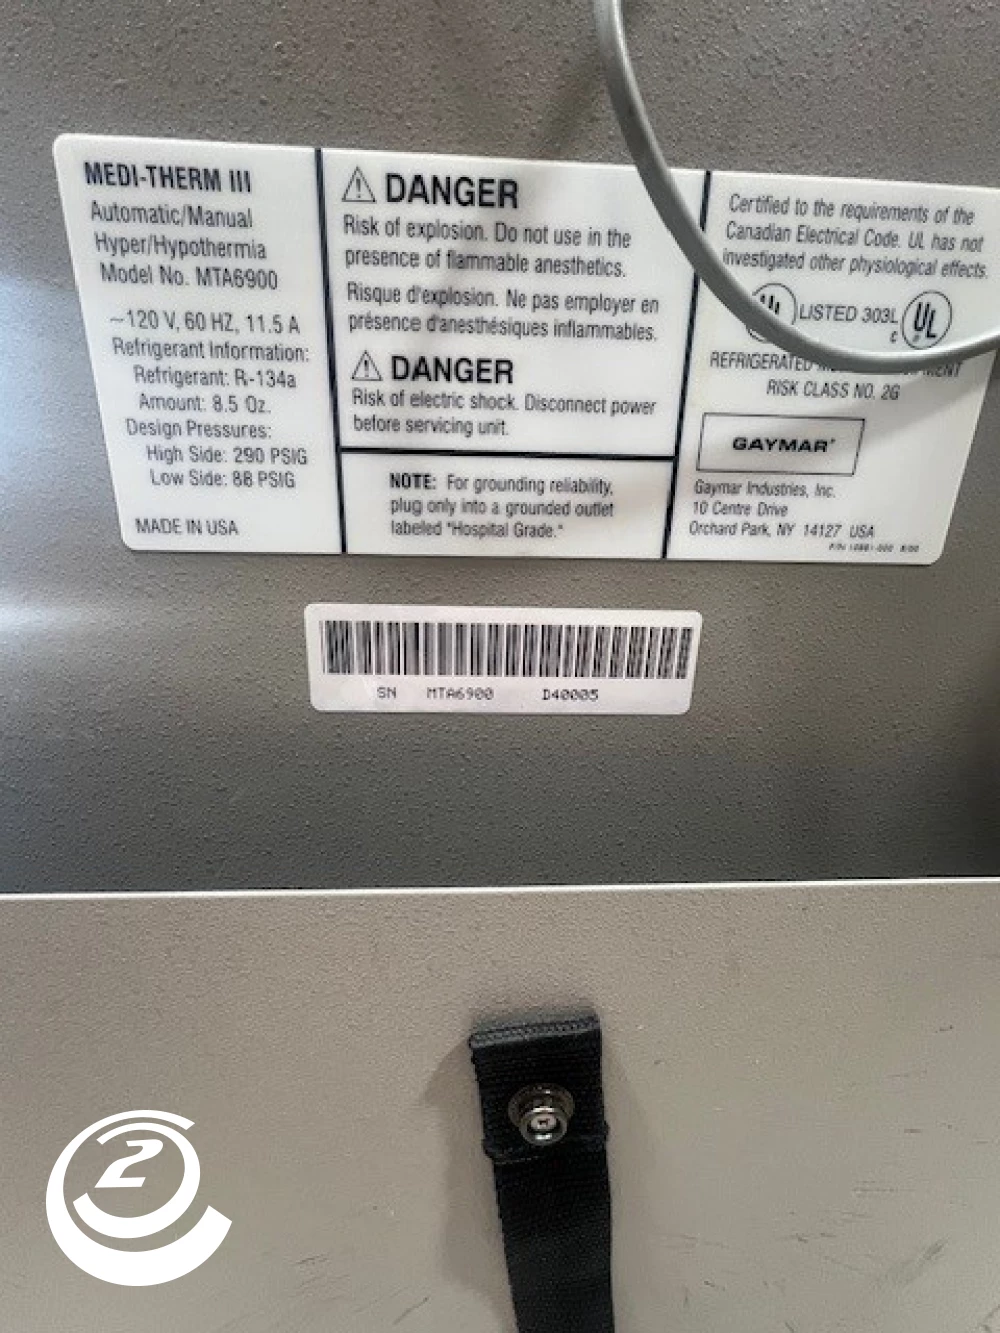 MEDI-THERM III
Automatic/Manual
Hyper/Hypothermia
Model No. MTA6900
~120 V, 60 HZ, 11.5 A
Refrigerant Information:
Refrigerant: R-134a
Amount: 8.5 Oz.
Design Pressures:
High Side: 290 PSIG
Low Side: 88 PSIG
MADE IN USA
DANGER
Risk of explosion. Do not use in the
presence of flammable anesthetics.
Risque d'explosion. Ne pas employer en
présence d'anesthésiques inflammables.
DANGER
Risk of electric shock. Disconnect power
before servicing unit.
NOTE: For grounding reliability,
plug only into a grounded outlet
labeled "Hospital Grade."
Certified to the requirements of the
Canadian Electrical Code. UL has not
investigated other physiological effects.
LISTED 303L
c UL
REFRIGERATED
RISK CLASS NO. 2G
GAYMAR
Gaymar Industries, Inc.
10 Centre Drive
Orchard Park, NY 14127 USA
SN MTA6900 D40005
2